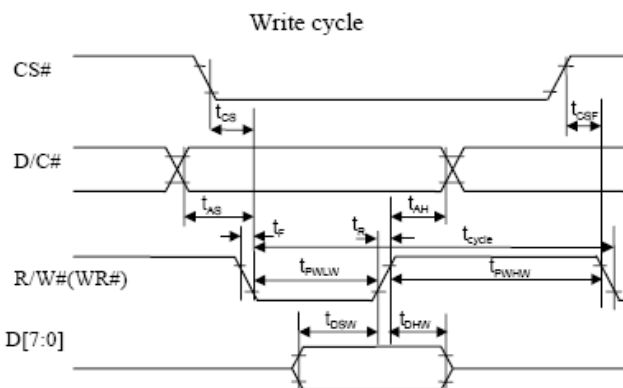 Write cycle
CS#
tCS
tCSF
D/C#
tAS
tAH
tF
tR
tcycle
R/W#(WR#)
tPWLW
tPWHW
D[7:0]
tDSW
tDHW